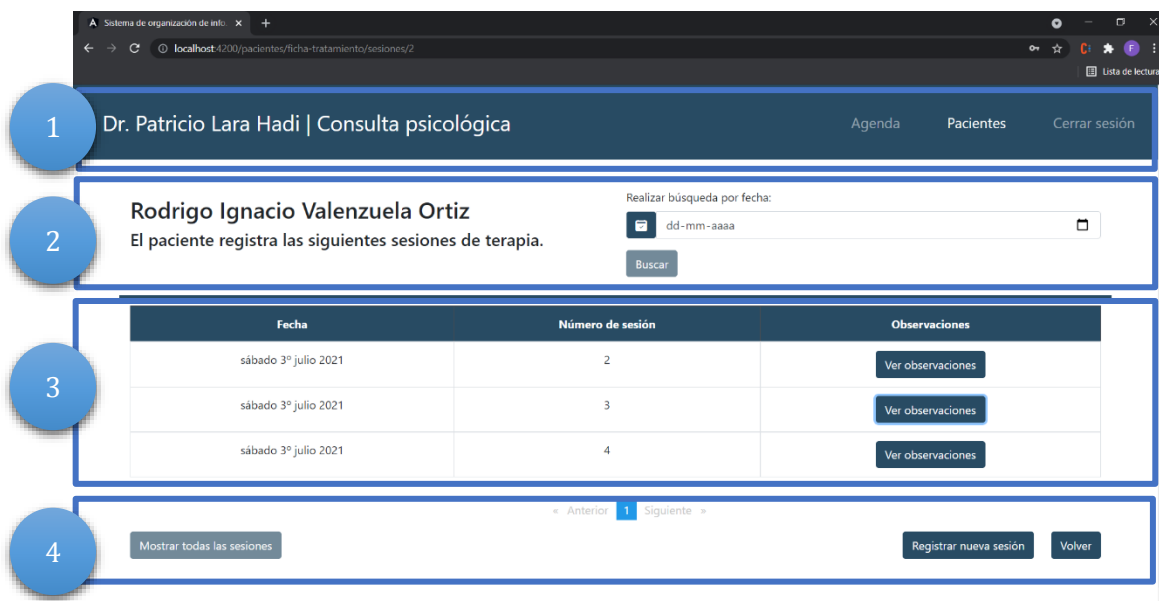 Sistema de organización de info
localhost:4200/pacientes/ficha-tratamiento/sesiones/2
F
Lista de lectura
1
Dr. Patricio Lara Hadi | Consulta psicológica
Agenda Pacientes Cerrar sesión
2
Rodrigo Ignacio Valenzuela Ortiz
El paciente registra las siguientes sesiones de terapia.
Realizar búsqueda por fecha:
dd-mm-aaaa
Buscar
3
Fecha Número de sesión Observaciones
sábado 3º julio 2021 2 Ver observaciones
sábado 3º julio 2021 3 Ver observaciones
sábado 3º julio 2021 4 Ver observaciones
4
« Anterior 1 Siguiente »
Mostrar todas las sesiones Registrar nueva sesión Volver